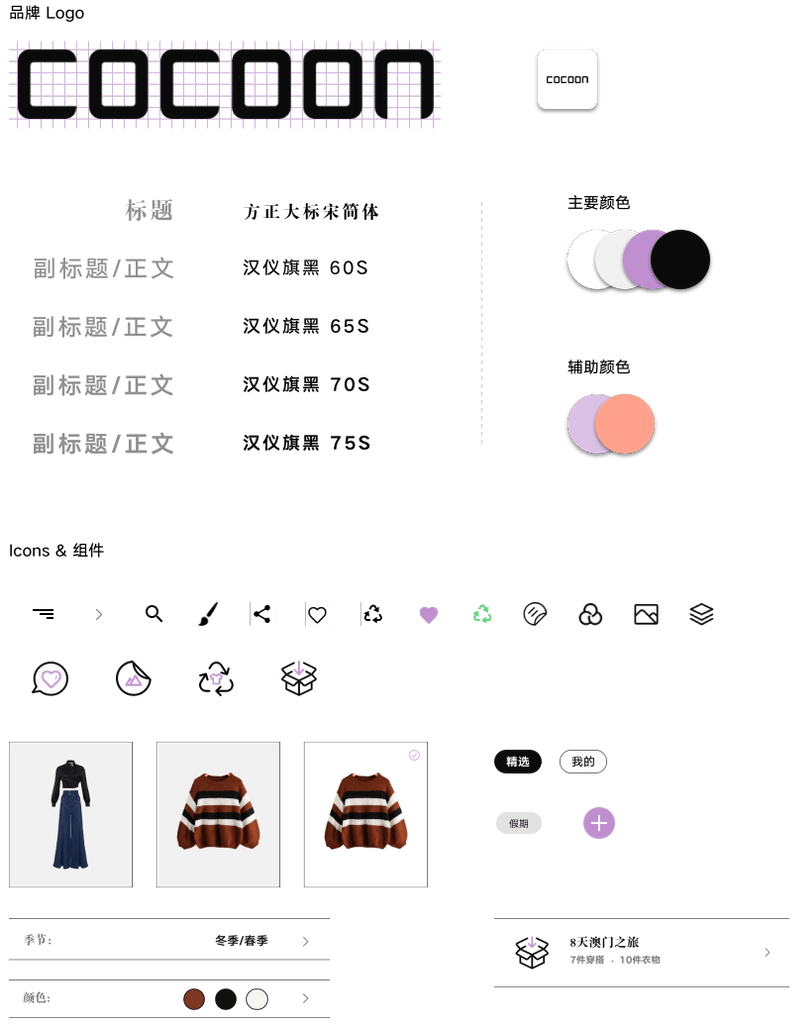 品牌 Logo
COCOON
COCOON
标题
方正大标宋简体
副标题/正文
汉仪旗黑 60S
副标题/正文
汉仪旗黑 65S
副标题/正文
汉仪旗黑 70S
副标题/正文
汉仪旗黑 75S
主要颜色
辅助颜色
Icons & 组件
精选
我的
假期
季节:
冬季/春季
颜色:
8天澳门之旅
7件穿搭 · 10件衣物